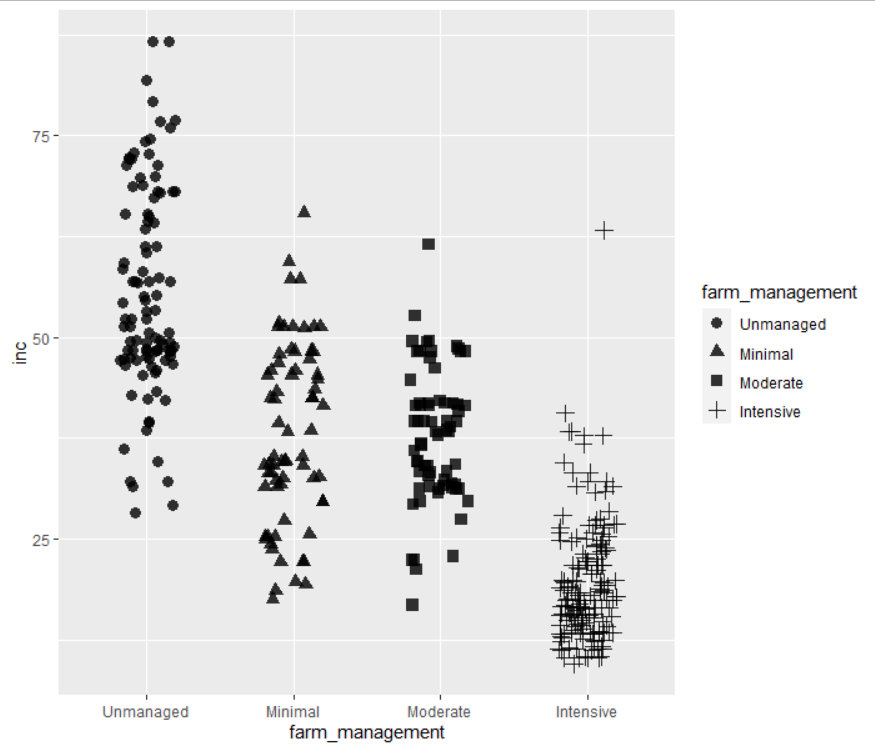 75
50
25
inc
Unmanaged Minimal Moderate Intensive
farm_management
farm_management
Unmanaged
Minimal
Moderate
Intensive